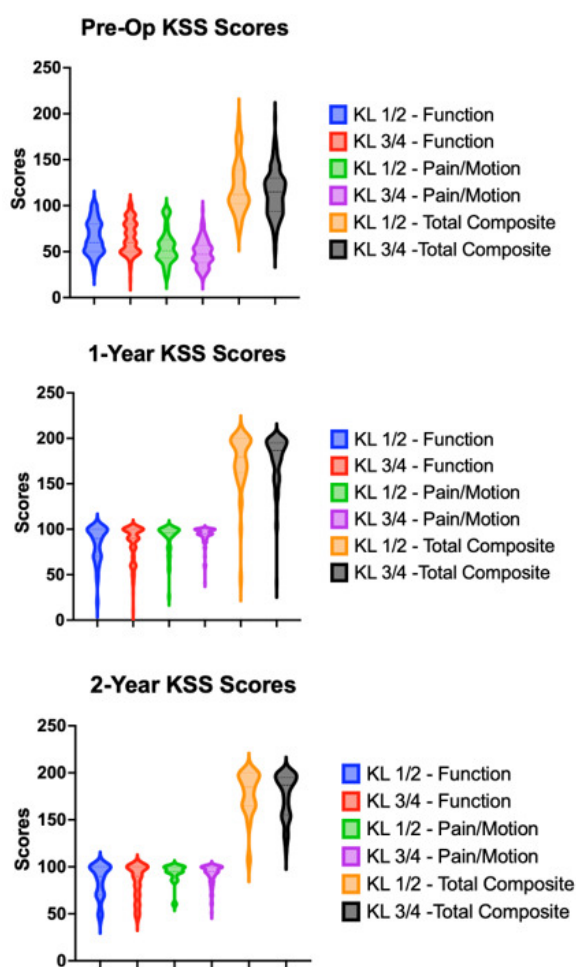 Pre-Op KSS Scores
250
200
150
100
50
0
Scores
KL 1/2 - Function
KL 3/4 - Function
KL 1/2 - Pain/Motion
KL 3/4 - Pain/Motion
KL 1/2 - Total Composite
KL 3/4 -Total Composite
1-Year KSS Scores
250
200
150
100
50
0
Scores
KL 1/2 - Function
KL 3/4 - Function
KL 1/2 - Pain/Motion
KL 3/4 - Pain/Motion
KL 1/2 - Total Composite
KL 3/4 -Total Composite
2-Year KSS Scores
250
200
150
100
50
0
Scores
KL 1/2 - Function
KL 3/4 - Function
KL 1/2 - Pain/Motion
KL 3/4 - Pain/Motion
KL 1/2 - Total Composite
KL 3/4 -Total Composite